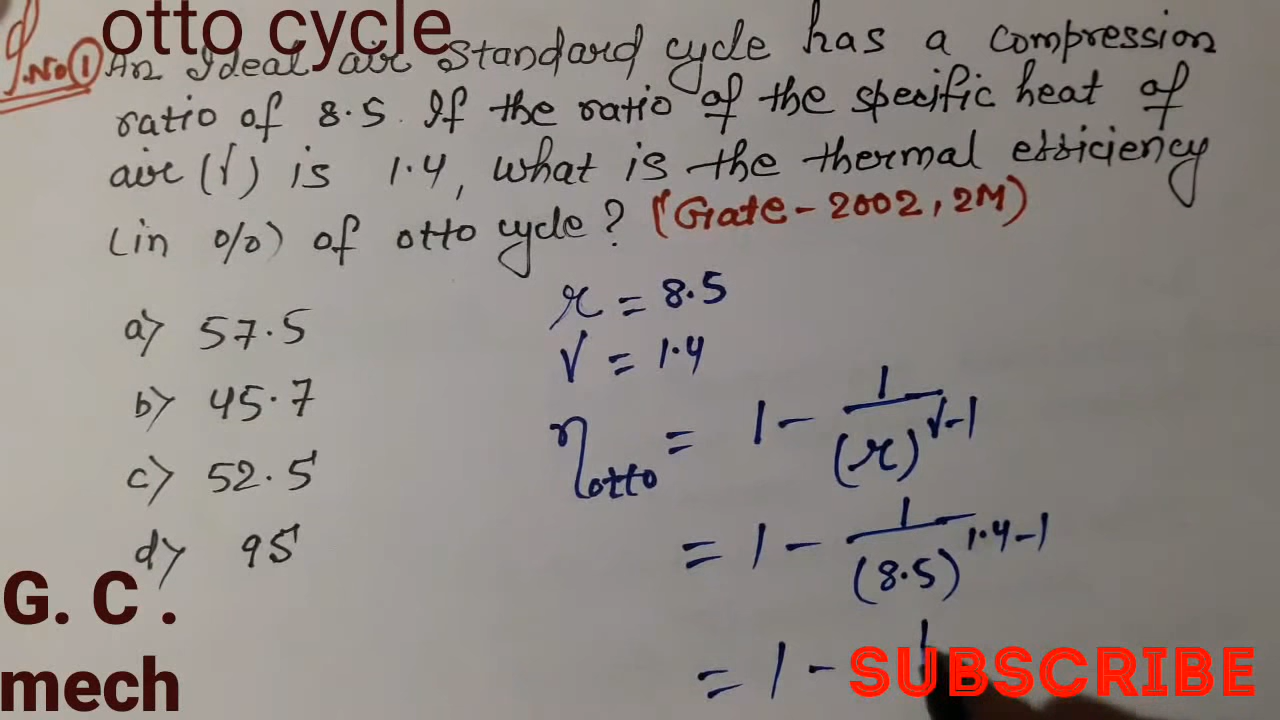 otto cycle
Q.No ① An Ideal air standard cycle has a compression
ratio of 8.5. If the ratio of the specific heat of
air (√) is 1.4, what is the thermal efficiency
(in %) of otto cycle? (Gate - 2002, 2M)
a) 57.5
b) 45.7
c) 52.5
d) 95
r = 8.5
√ = 1.4
η otto = 1 - 1/(r)^√-1
= 1 - 1/(8.5)^1.4-1
= 1 - 1
G. C .
mech
SUBSCRIBE